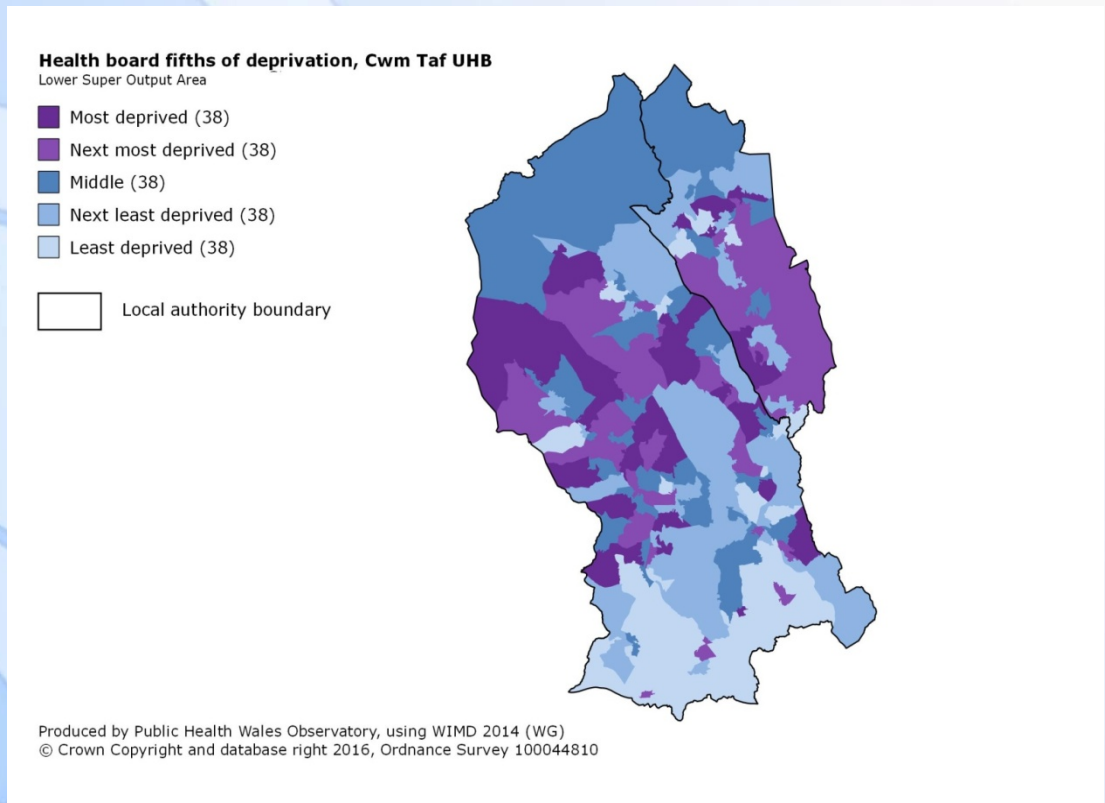 Health board fifths of deprivation, Cwm Taf UHB
Lower Super Output Area
Most deprived (38)
Next most deprived (38)
Middle (38)
Next least deprived (38)
Least deprived (38)
Local authority boundary
Produced by Public Health Wales Observatory, using WIMD 2014 (WG)
© Crown Copyright and database right 2016, Ordnance Survey 100044810